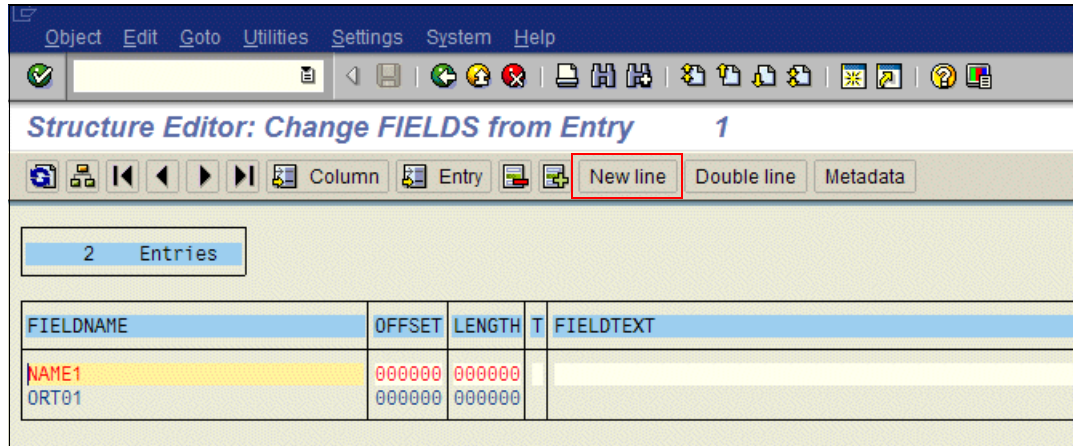 Object Edit Goto Utilities Settings System Help
Structure Editor: Change FIELDS from Entry 1
Column Entry New line Double line Metadata
2 Entries
FIELDNAME OFFSET LENGTH T FIELDTEXT
NAME1 000000 000000
ORT01 000000 000000